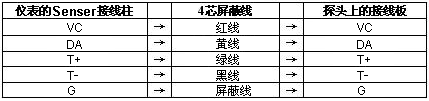 仪表的Senser接线柱 → 4芯屏蔽线 → 探头上的接线板
VC → 红线 → VC
DA → 黄线 → DA
T+ → 绿线 → T+
T- → 黑线 → T-
G → 屏蔽线 → G